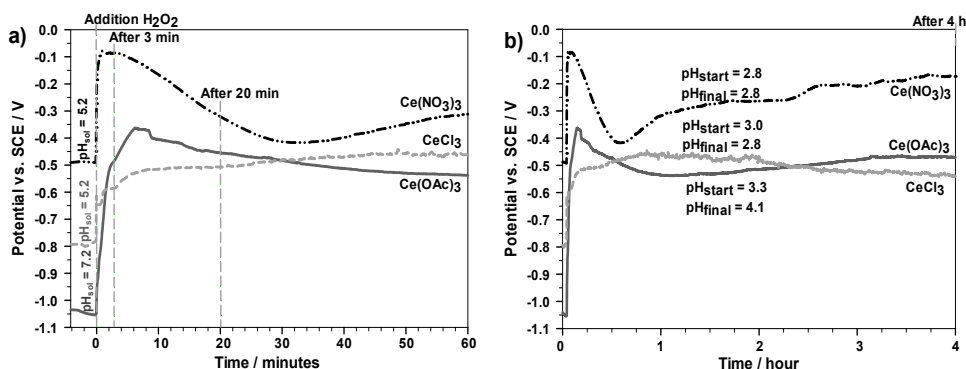 Addition H2O2
After 3 min
After 20 min
a)
0.0
-0.1
-0.2
-0.3
-0.4
-0.5
-0.6
-0.7
-0.8
-0.9
-1.0
-1.1
Potential vs. SCE / V
pHsol = 5.2
pHsol = 5.2
pHsol = 7.2
Ce(NO3)3
CeCl3
Ce(OAc)3
0 10 20 30 40 50 60
Time / minutes
After 4 h
b)
0.0
-0.1
-0.2
-0.3
-0.4
-0.5
-0.6
-0.7
-0.8
-0.9
-1.0
-1.1
Potential vs. SCE / V
pHstart = 2.8
pHfinal = 2.8
Ce(NO3)3
pHstart = 3.0
pHfinal = 2.8
Ce(OAc)3
pHstart = 3.3
pHfinal = 4.1
CeCl3
0 1 2 3 4
Time / hour